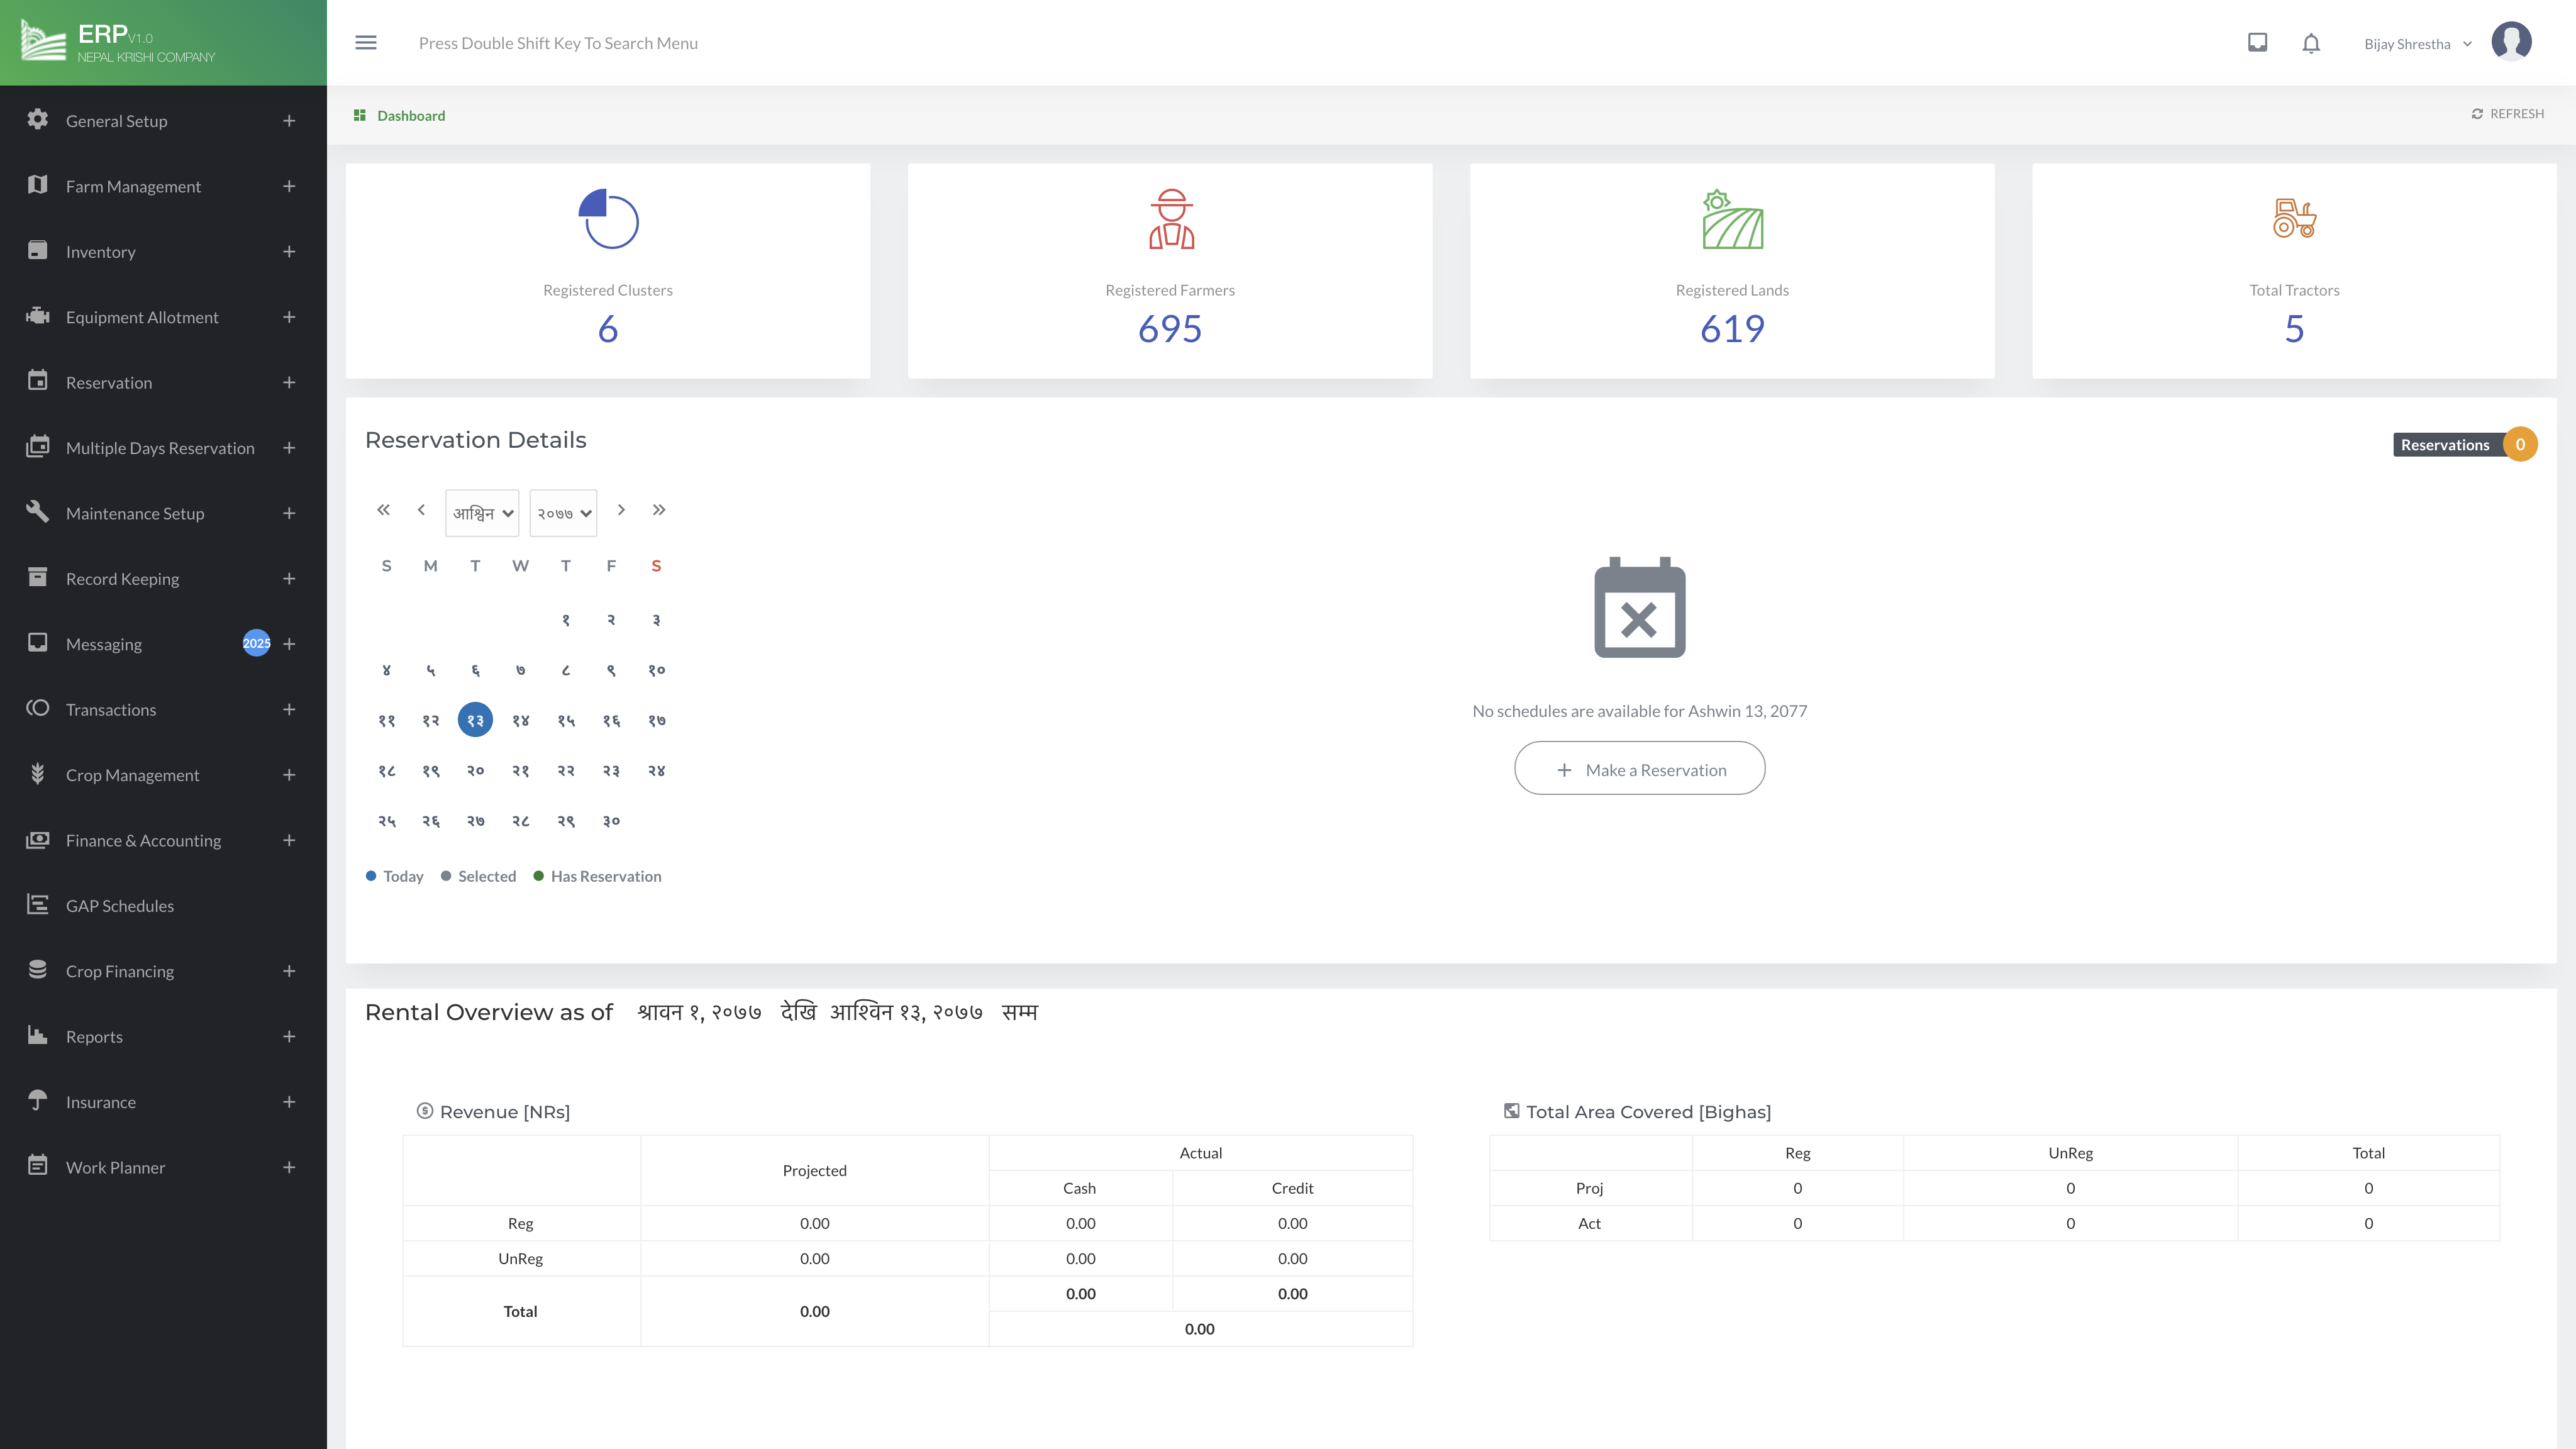 ERP V1.0
NEPAL KRISHI COMPANY
Press Double Shift Key To Search Menu
Bijay Shrestha
General Setup
Farm Management
Inventory
Equipment Allotment
Reservation
Multiple Days Reservation
Maintenance Setup
Record Keeping
Messaging 2025
Transactions
Crop Management
Finance & Accounting
GAP Schedules
Crop Financing
Reports
Insurance
Work Planner
Dashboard
REFRESH
Registered Clusters
6
Registered Farmers
695
Registered Lands
619
Total Tractors
5
Reservation Details
Reservations 0
आश्विन २०७७
S M T W T F S
१ २ ३
४ ५ ६ ७ ८ ९ १०
११ १२ १३ १४ १५ १६ १७
१८ १९ २० २१ २२ २३ २४
२५ २६ २७ २८ २९ ३०
Today Selected Has Reservation
No schedules are available for Ashwin 13, 2077
Make a Reservation
Rental Overview as of श्रावन १, २०७७ देखि आश्विन १३, २०७७ सम्म
Revenue [NRs]
Projected Actual
Cash Credit
Reg 0.00 0.00 0.00
UnReg 0.00 0.00 0.00
Total 0.00 0.00 0.00
0.00
Total Area Covered [Bighas]
Reg UnReg Total
Proj 0 0 0
Act 0 0 0